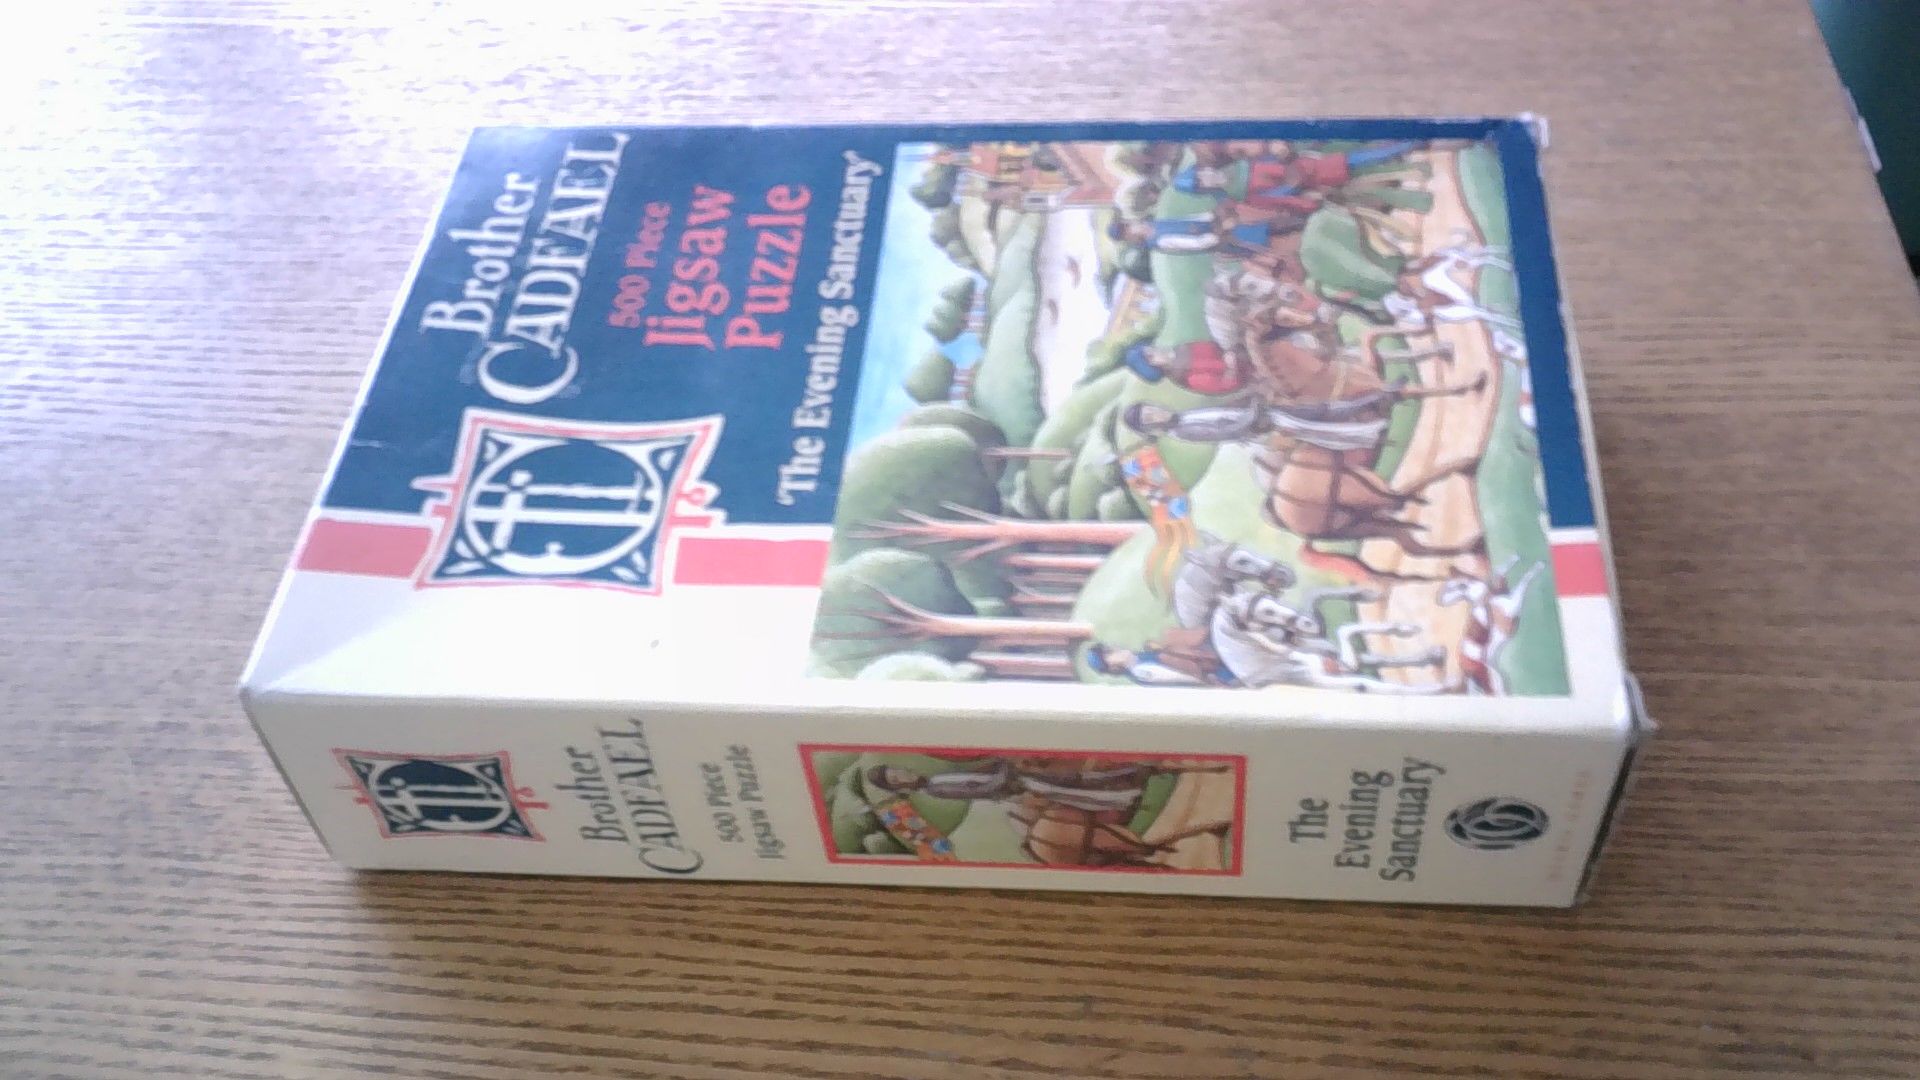 Brother
CADFAEL
500 Piece
Jigsaw
Puzzle
'The Evening Sanctuary'
Brother
CADFAEL
500 Piece
Jigsaw Puzzle
The
Evening
Sanctuary